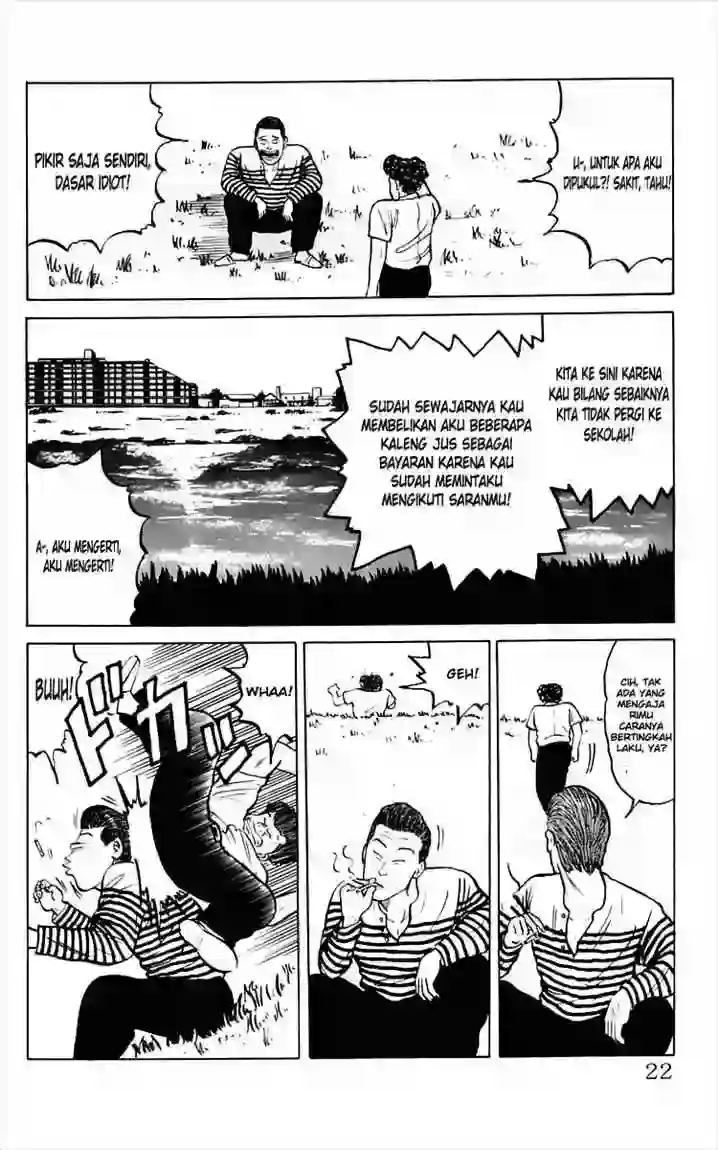 U-, UNTUK APA AKU
DIPUKUL?! SAKIT, TAHU!
PIKIR SAJA SENDIRI,
DASAR IDIOT!
KITA KE SINI KARENA
KAU BILANG SEBAIKNYA
KITA TIDAK PERGI KE
SEKOLAH!
SUDAH SEWAJARNYA KAU
MEMBELIKAN AKU BEBERAPA
KALENG JUS SEBAGAI
BAYARAN KARENA KAU
SUDAH MEMINTAKU
MENGIKUTI SARANMU!
A-, AKU MENGERTI,
AKU MENGERTI!
CIH, TAK
ADA YANG
MENGAJA
RIMU
CARANYA
BERTINGKAH
LAKU, YA?
GEH!
WHAA!
ドカッ
BUUH!
22